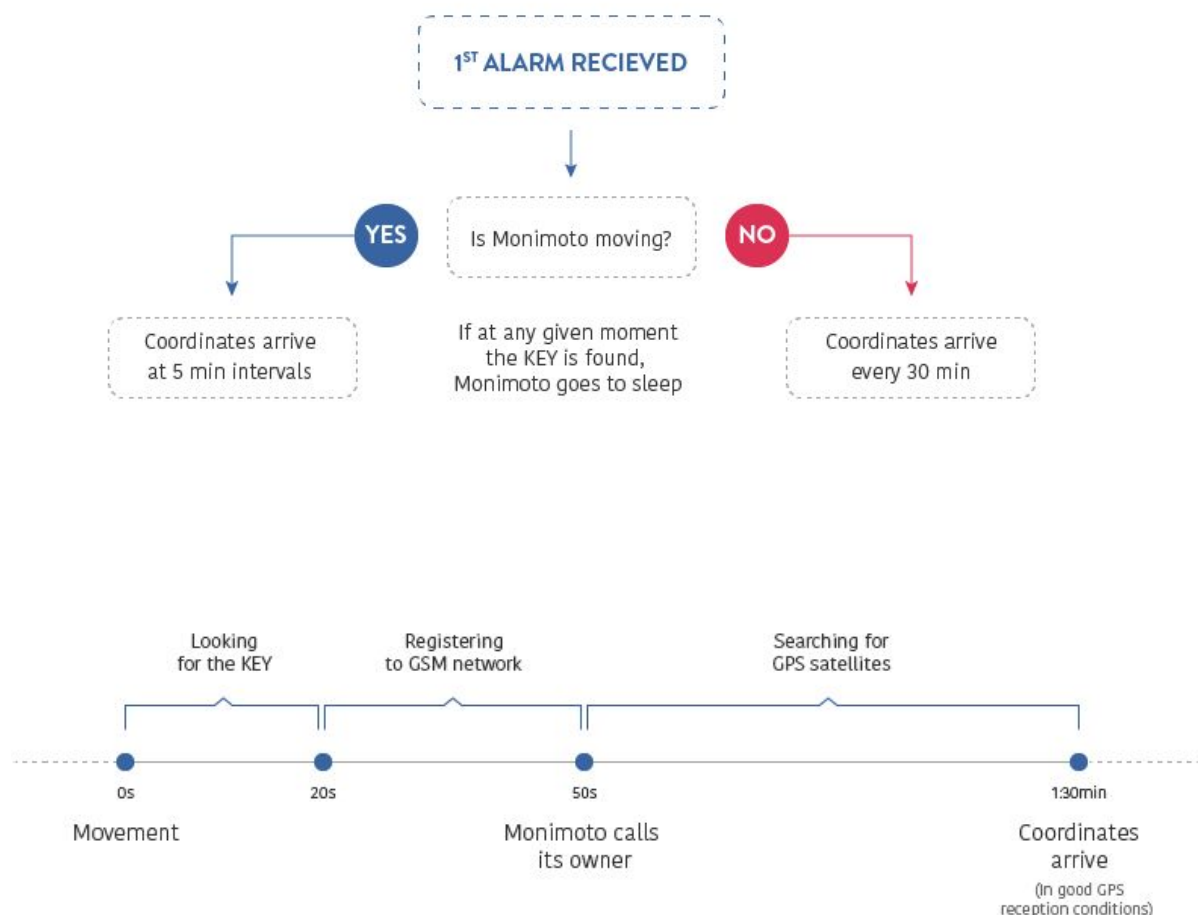 1ST ALARM RECIEVED
YES
Is Monimoto moving?
NO
Coordinates arrive
at 5 min intervals
If at any given moment
the KEY is found,
Monimoto goes to sleep
Coordinates arrive
every 30 min
Looking
for the KEY
Registering
to GSM network
Searching for
GPS satellites
0s
20s
50s
1:30min
Movement
Monimoto calls
its owner
Coordinates
arrive
(In good GPS
reception conditions)